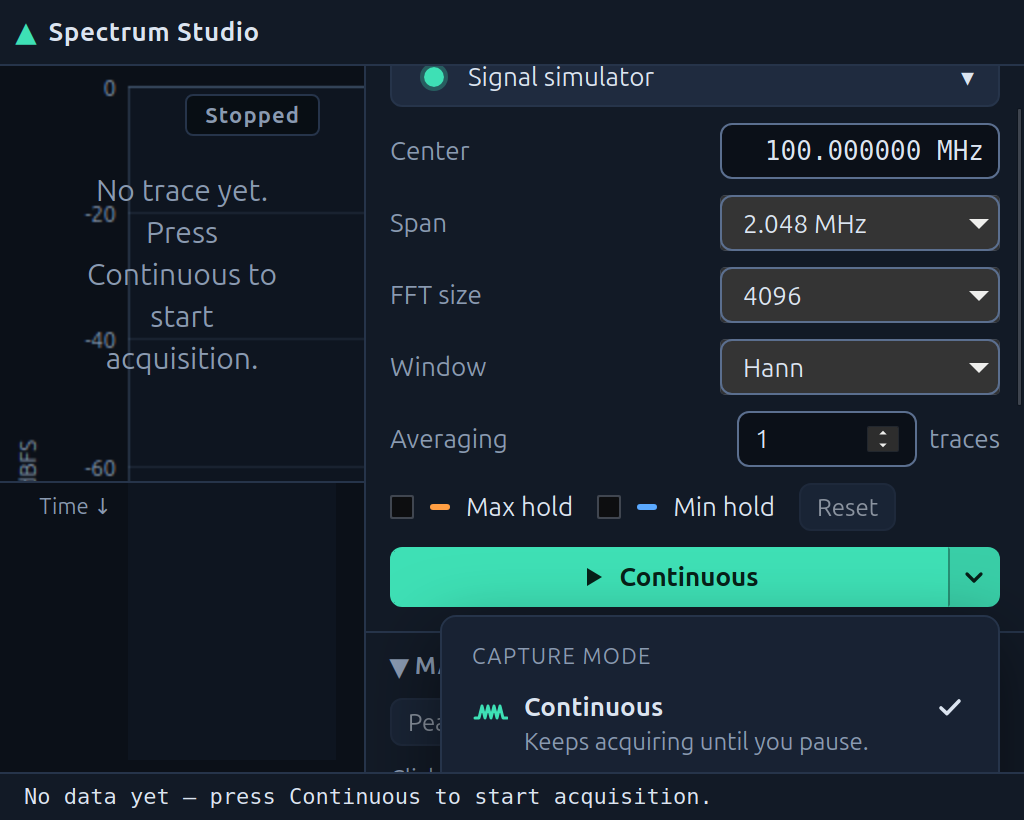 Spectrum Studio
Signal simulator
0
Stopped
No trace yet.
Press
Continuous to
start
acquisition.
-20
-40
-60
Time ↓
Center
100.000000 MHz
Span
2.048 MHz
FFT size
4096
Window
Hann
Averaging
1
traces
Max hold
Min hold
Reset
Continuous
CAPTURE MODE
Continuous
Keeps acquiring until you pause.
No data yet — press Continuous to start acquisition.